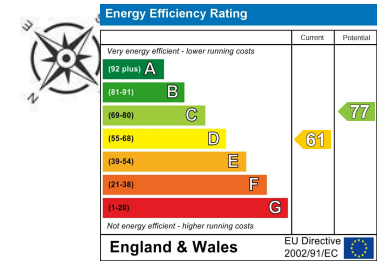 Energy Efficiency Rating
Current Potential
Very energy efficient - lower running costs
(92 plus) A
(81-91) B
(69-80) C
77
(55-68) D
61
(39-54) E
(21-38) F
(1-20) G
Not energy efficient - higher running costs
England & Wales
EU Directive
2002/91/EC